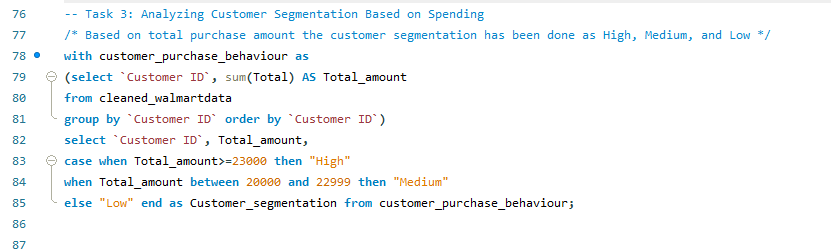 76 -- Task 3: Analyzing Customer Segmentation Based on Spending
77 /* Based on total purchase amount the customer segmentation has been done as High, Medium, and Low */
78 with customer_purchase_behaviour as
79 (select `Customer ID`, sum(Total) AS Total_amount
80 from cleaned_walmartdata
81 group by `Customer ID` order by `Customer ID`)
82 select `Customer ID`, Total_amount,
83 case when Total_amount>=23000 then "High"
84 when Total_amount between 20000 and 22999 then "Medium"
85 else "Low" end as Customer_segmentation from customer_purchase_behaviour;
86
87